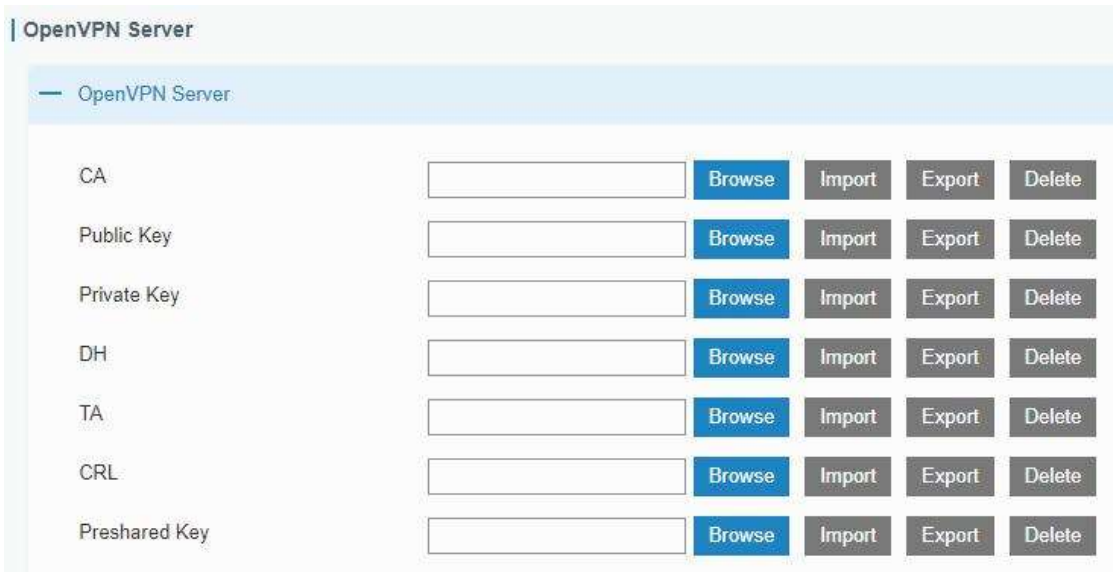 OpenVPN Server
OpenVPN Server
CA Browse Import Export Delete
Public Key Browse Import Export Delete
Private Key Browse Import Export Delete
DH Browse Import Export Delete
TA Browse Import Export Delete
CRL Browse Import Export Delete
Preshared Key Browse Import Export Delete